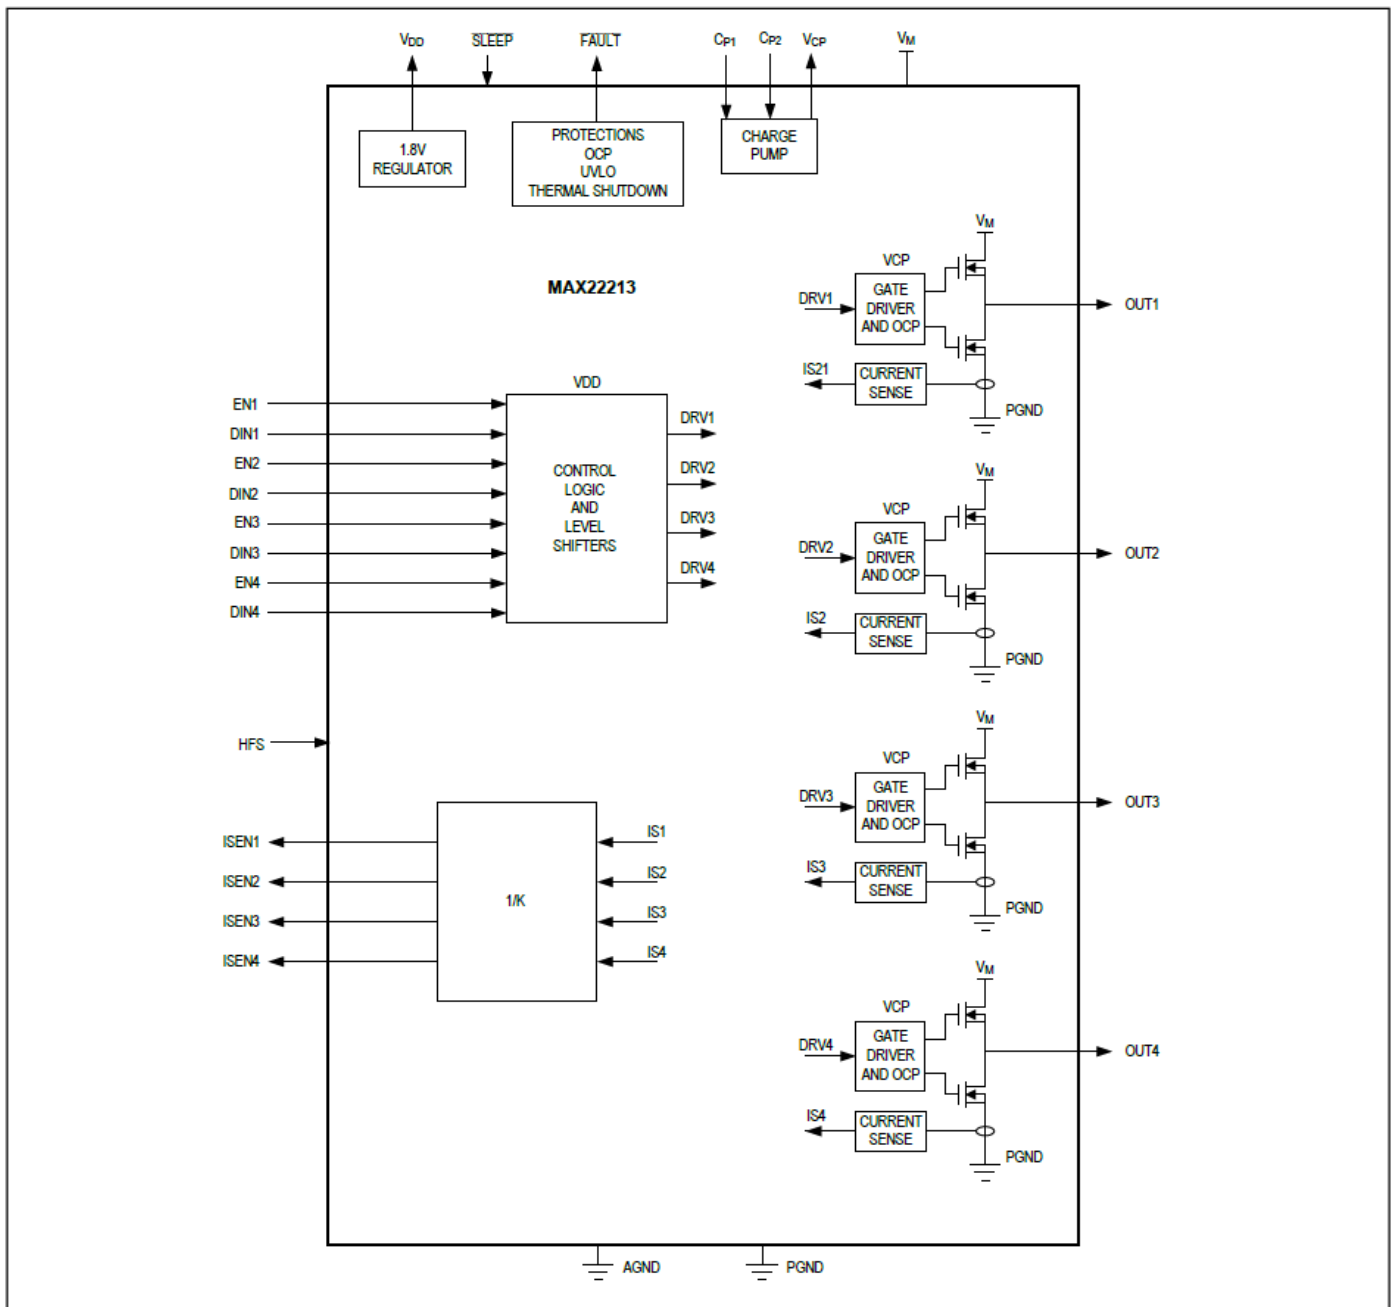 VDD
SLEEP
FAULT
CP1
CP2
VCP
VM
1.8V
REGULATOR
PROTECTIONS
OCP
UVLO
THERMAL SHUTDOWN
CHARGE
PUMP
MAX22213
VM
VCP
GATE
DRIVER
AND OCP
DRV1
OUT1
IS21
CURRENT
SENSE
PGND
VDD
EN1
DIN1
EN2
DIN2
EN3
DIN3
EN4
DIN4
CONTROL
LOGIC
AND
LEVEL
SHIFTERS
DRV1
DRV2
DRV3
DRV4
VM
VCP
GATE
DRIVER
AND OCP
DRV2
OUT2
IS2
CURRENT
SENSE
PGND
HFS
VM
VCP
GATE
DRIVER
AND OCP
DRV3
OUT3
IS3
CURRENT
SENSE
PGND
ISEN1
ISEN2
ISEN3
ISEN4
1/K
IS1
IS2
IS3
IS4
VM
VCP
GATE
DRIVER
AND OCP
DRV4
OUT4
IS4
CURRENT
SENSE
PGND
AGND
PGND